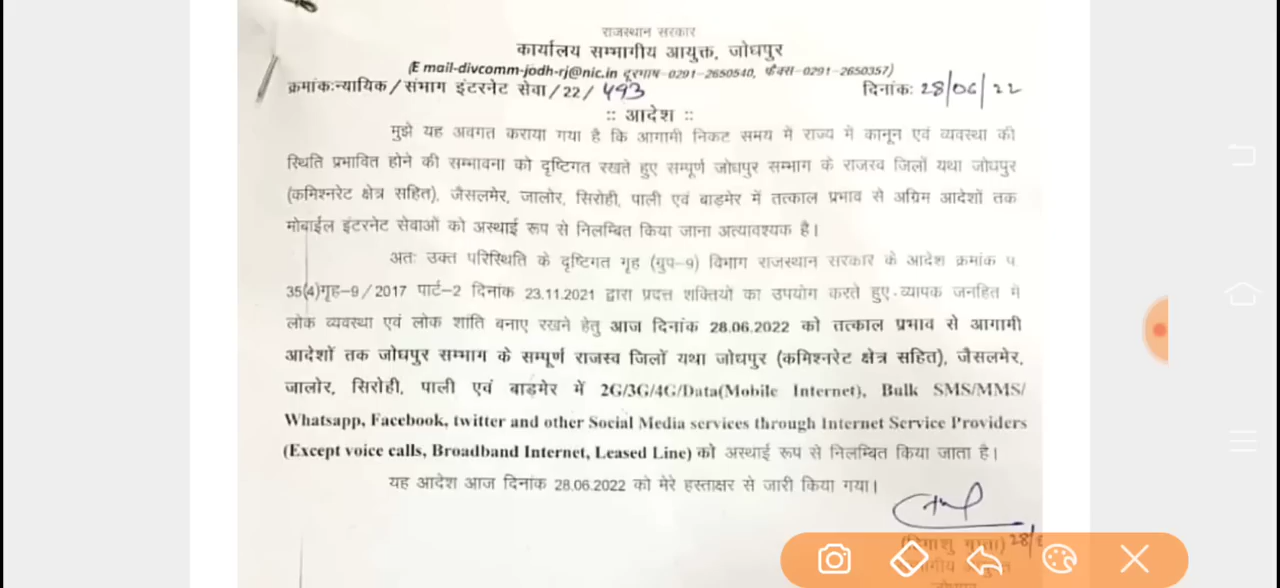 राजस्थान सरकार
कार्यालय सम्भागीय आयुक्त, जोधपुर
(E mail-divcomm-jodh-rj@nic.in दूरभाष-0291-2650540, फैक्स-0291-2650357)
क्रमांक:न्यायिक/संभाग इंटरनेट सेवा/22/493 दिनांक: 28/06/22
:: आदेश ::
मुझे यह अवगत कराया गया है कि आगामी निकट समय में राज्य में कानून एवं व्यवस्था की
स्थिति प्रभावित होने की सम्भावना को दृष्टिगत रखते हुए सम्पूर्ण जोधपुर सम्भाग के राजस्व जिलों यथा जोधपुर
(कमिश्नरेट क्षेत्र सहित), जैसलमेर, जालोर, सिरोही, पाली एवं बाडमेर में तत्काल प्रभाव से अग्रिम आदेशों तक
मोबाईल इंटरनेट सेवाओं को अस्थाई रूप से निलम्बित किया जाना अत्यावश्यक है।
अतः उक्त परिस्थिति के दृष्टिगत गृह (ग्रुप-9) विभाग राजस्थान सरकार के आदेश क्रमांक प.
35(4)गृह-9/2017 पार्ट-2 दिनांक 23.11.2021 द्वारा प्रदत्त शक्तियों का उपयोग करते हुए व्यापक जनहित में
लोक व्यवस्था एवं लोक शांति बनाए रखने हेतु आज दिनांक 28.06.2022 को तत्काल प्रभाव से आगामी
आदेशों तक जोधपुर सम्भाग के सम्पूर्ण राजस्व जिलों यथा जोधपुर (कमिश्नरेट क्षेत्र सहित), जैसलमेर,
जालोर, सिरोही, पाली एवं बाडमेर में 2G/3G/4G/Data(Mobile Internet), Bulk SMS/MMS/
Whatsapp, Facebook, twitter and other Social Media services through Internet Service Providers
(Except voice calls, Broadband Internet, Leased Line) को अस्थाई रूप से निलम्बित किया जाता है।
यह आदेश आज दिनांक 28.06.2022 को मेरे हस्ताक्षर से जारी किया गया।